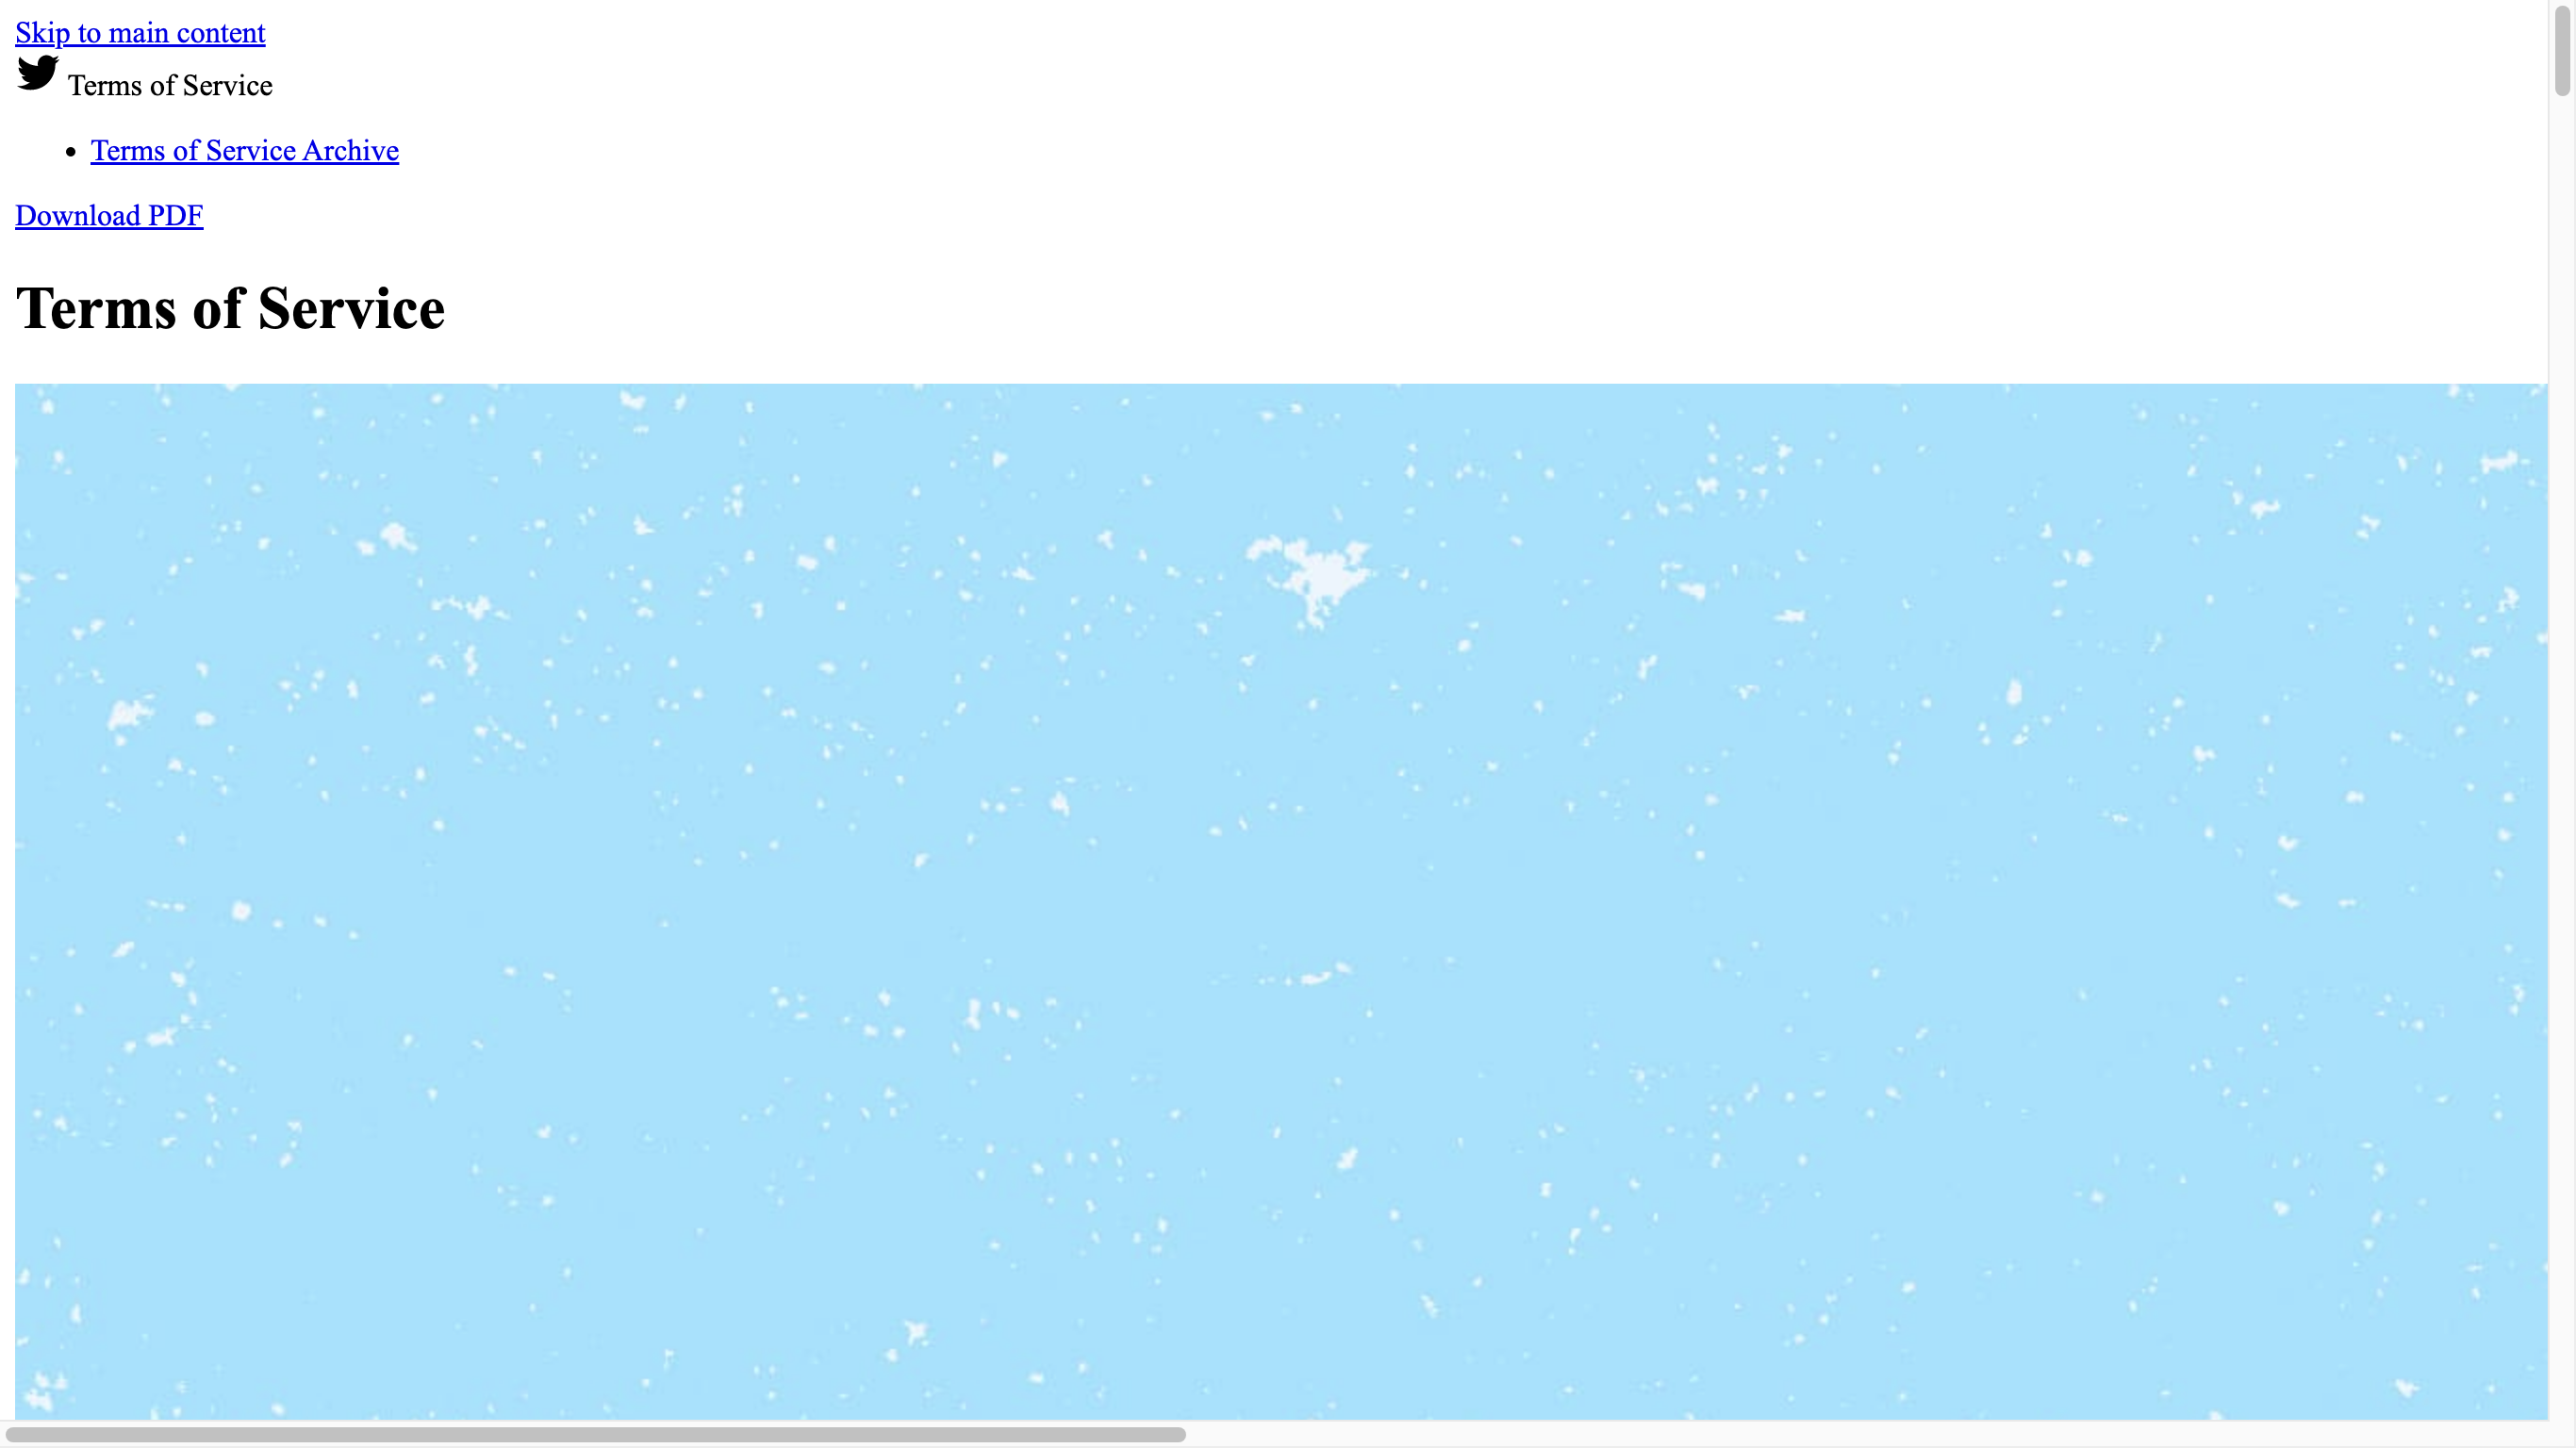 Skip to main content
Terms of Service
Terms of Service Archive
Download PDF
Terms of Service